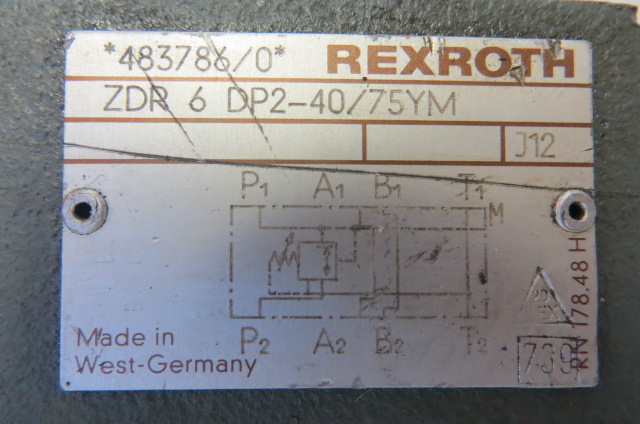 *483786/0* REXROTH
ZDR 6 DP2-40/75YM
J12
P1 A1 B1 T1
M
P2 A2 B2 T2
Made in
West-Germany
RN 178.48 H
739